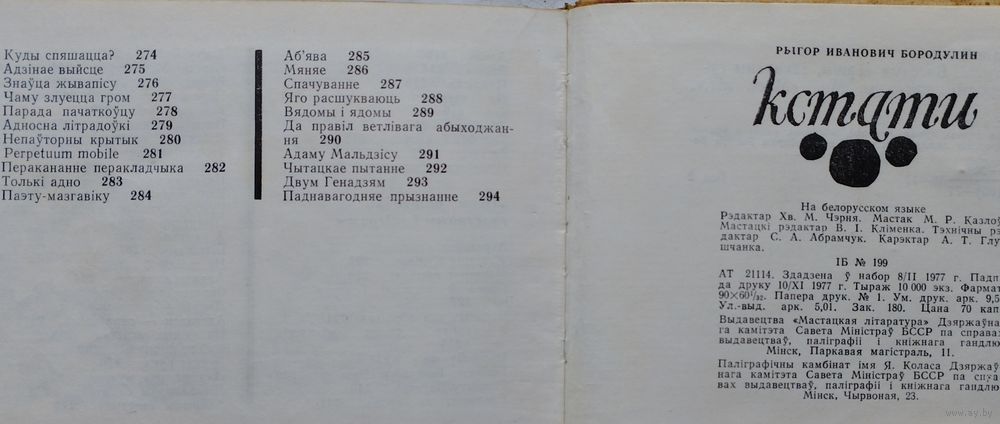 Куды спяшацца? 274
Адзінае выйсце 275
Знаўца жывапісу 276
Чаму злуецца гром 277
Парада пачаткоўцу 278
Адносна літрадоўкі 279
Непаўторны крытык 280
Perpetuum mobile 281
Перакананне перакладчыка 282
Толькі адно 283
Паэту-мазгавіку 284
Аб'ява 285
Мяняе 286
Спачуванне 287
Яго расшукваюць 288
Вядомы і ядомы 289
Да правіл ветлівага абыходжан-
ня 290
Адаму Мальдзісу 291
Чытацкае пытанне 292
Двум Генадзям 293
Паднавагодняе прызнанне 294
РЫГОР ИВАНОВИЧ БОРОДУЛИН
кстати
На белорусском языке
Рэдактар Хв. М. Чэрня. Мастак М. Р. Казлоў
Мастацкі рэдактар В. І. Кліменка. Тэхнічны рэ
дактар С. А. Абрамчук. Карэктар А. Т. Глу
шчанка.
ІБ № 199
АТ 21114. Здадзена ў набор 8/II 1977 г. Падп.
да друку 10/XI 1977 г. Тыраж 10 000 экз. Фармат
90×60 1/32. Папера друк. № 1. Ум. друк. арк. 9,5
Ул.-выд. арк. 5,01. Зак. 180. Цана 70 кап.
Выдавецтва «Мастацкая літаратура» Дзяржаўна
га камітэта Савета Міністраў БССР па справах
выдавецтваў, паліграфіі і кніжнага гандлю
Мінск, Паркавая магістраль, 11.
Паліграфічны камбінат імя Я. Коласа Дзяржаў
нага камітэта Савета Міністраў БССР па спра
вах выдавецтваў, паліграфіі і кніжнага гандлю
Мінск, Чырвоная, 23.
www.ay.by